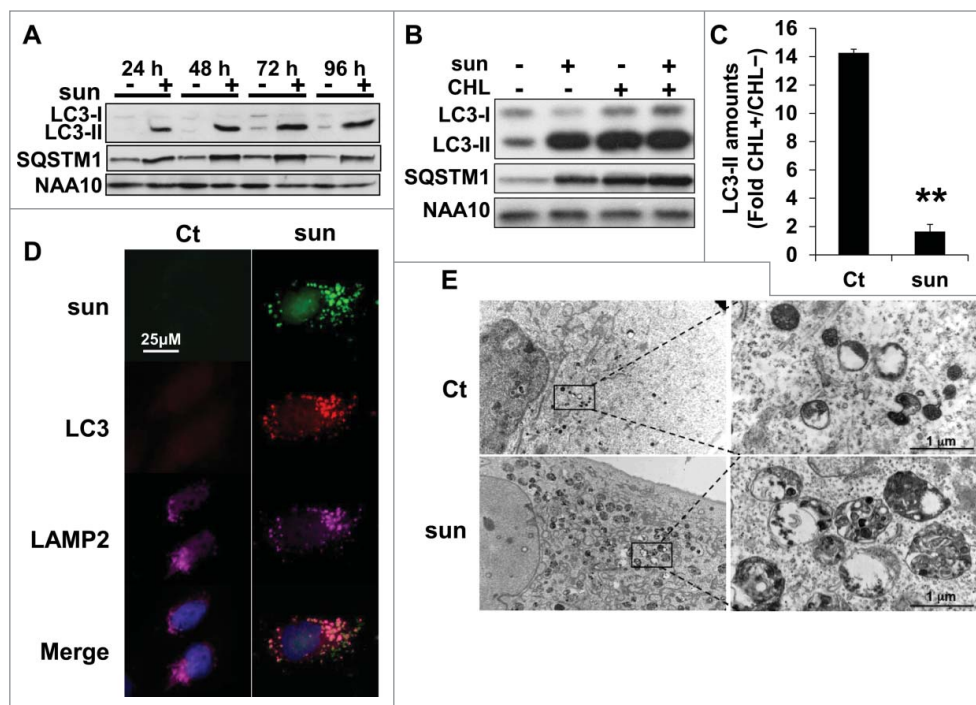 A
24 h 48 h 72 h 96 h
- + - + - + - +
sun
LC3-I
LC3-II
SQSTM1
NAA10
B
sun - + - +
CHL - - + +
LC3-I
LC3-II
SQSTM1
NAA10
C
LC3-II amounts
(Fold CHL+/CHL−)
16
14
12
10
8
6
4
2
0
**
Ct sun
D
Ct sun
sun
25µM
LC3
LAMP2
Merge
E
Ct
1 µm
sun
1 µm